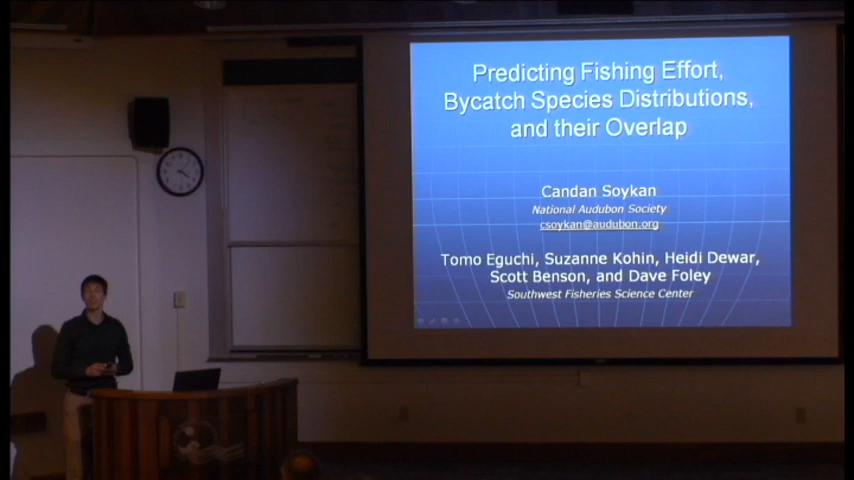 Predicting Fishing Effort,
Bycatch Species Distributions,
and their Overlap
Candan Soykan
National Audubon Society
csoykan@audubon.org
Tomo Eguchi, Suzanne Kohin, Heidi Dewar,
Scott Benson, and Dave Foley
Southwest Fisheries Science Center